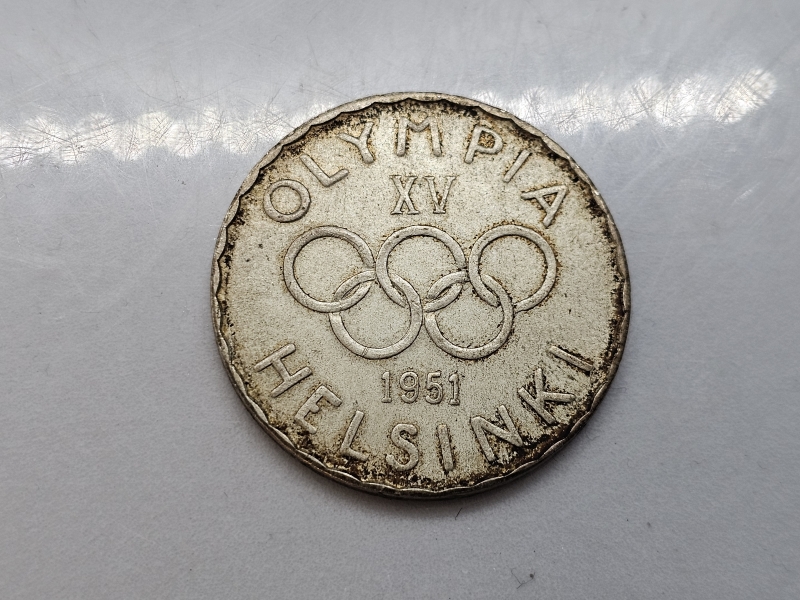 OLYMPIA
XV
1951
HELSINKI